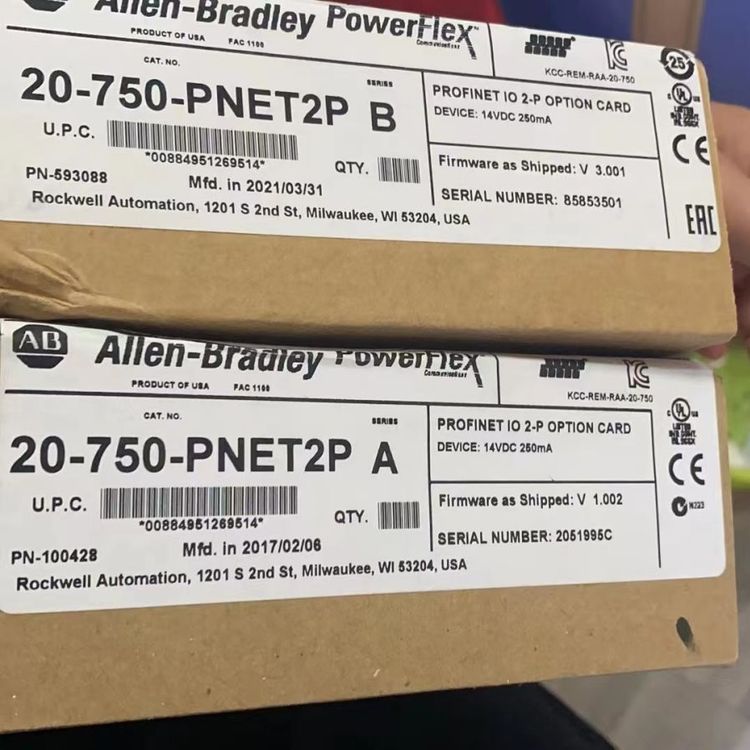 Allen-Bradley PowerFlex
PRODUCT OF USA FAC 1100
KCC-REM-RAA-20-750
25
CAT. NO.
SERIES
20-750-PNET2P B
PROFINET IO 2-P OPTION CARD
DEVICE: 14VDC 250mA
UL
CE
U.P.C.
*00884951269514*
QTY.
Firmware as Shipped: V 3.001
PN-593088
Mfd. in 2021/03/31
SERIAL NUMBER: 85853501
EAC
Rockwell Automation, 1201 S 2nd St, Milwaukee, WI 53204, USA
AB
Allen-Bradley PowerFlex
PRODUCT OF USA FAC 1100
KCC-REM-RAA-20-750
CAT. NO.
SERIES
20-750-PNET2P A
PROFINET IO 2-P OPTION CARD
DEVICE: 14VDC 250mA
UL
CE
U.P.C.
*00884951269514*
QTY.
Firmware as Shipped: V 1.002
N223
PN-100428
Mfd. in 2017/02/06
SERIAL NUMBER: 2051995C
Rockwell Automation, 1201 S 2nd St, Milwaukee, WI 53204, USA